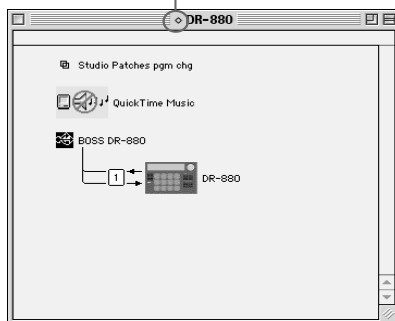 DR-880
Studio Patches pgm chg
QuickTime Music
BOSS DR-880
1
DR-880